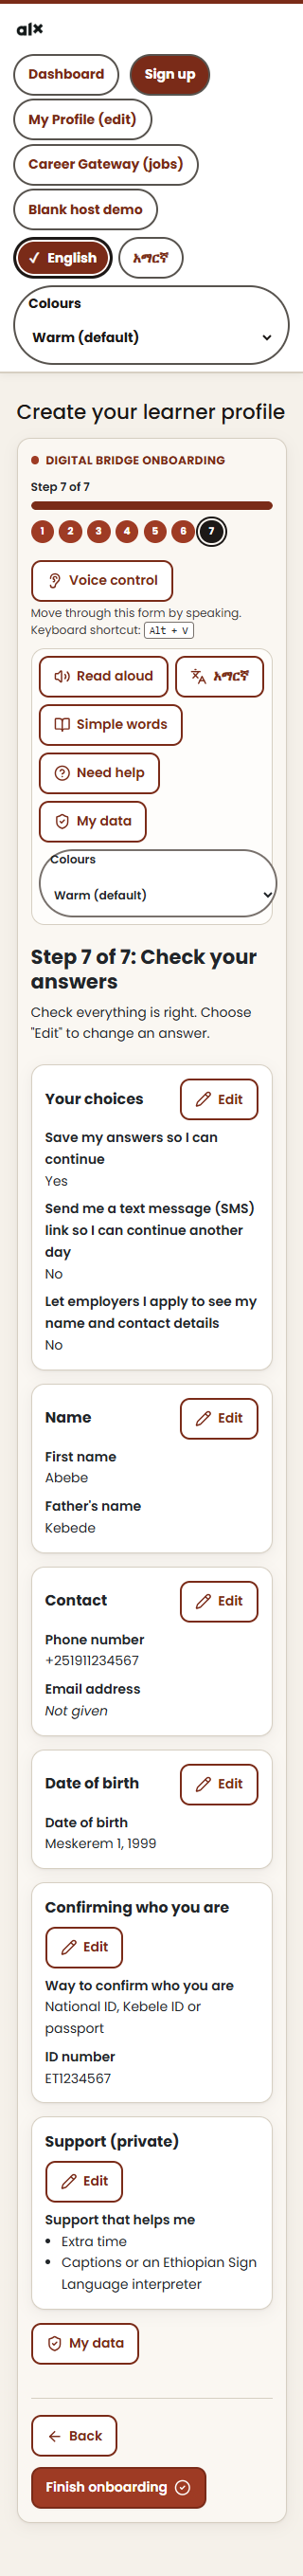 alx
Dashboard
Sign up
My Profile (edit)
Career Gateway (jobs)
Blank host demo
✓ English
አማርኛ
Colours
Warm (default)
Create your learner profile
DIGITAL BRIDGE ONBOARDING
Step 7 of 7
1 2 3 4 5 6 7
Voice control
Move through this form by speaking.
Keyboard shortcut: Alt + V
Read aloud
አማርኛ
Simple words
Need help
My data
Colours
Warm (default)
Step 7 of 7: Check your
answers
Check everything is right. Choose
"Edit" to change an answer.
Your choices
Edit
Save my answers so I can
continue
Yes
Send me a text message (SMS)
link so I can continue another
day
No
Let employers I apply to see my
name and contact details
No
Name
Edit
First name
Abebe
Father's name
Kebede
Contact
Edit
Phone number
+251911234567
Email address
Not given
Date of birth
Edit
Date of birth
Meskerem 1, 1999
Confirming who you are
Edit
Way to confirm who you are
National ID, Kebele ID or
passport
ID number
ET1234567
Support (private)
Edit
Support that helps me
• Extra time
• Captions or an Ethiopian Sign
Language interpreter
My data
Back
Finish onboarding